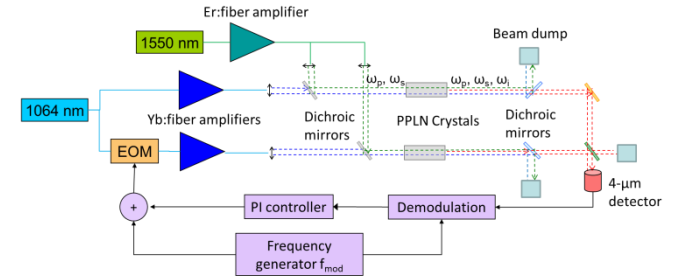 Er:fiber amplifier
1550 nm
Beam dump
ωp, ωs
ωp, ωs, ωi
1064 nm
Yb:fiber amplifiers
Dichroic
mirrors
PPLN Crystals
Dichroic
mirrors
EOM
4-μm
detector
+
PI controller
Demodulation
Frequency
generator fmod